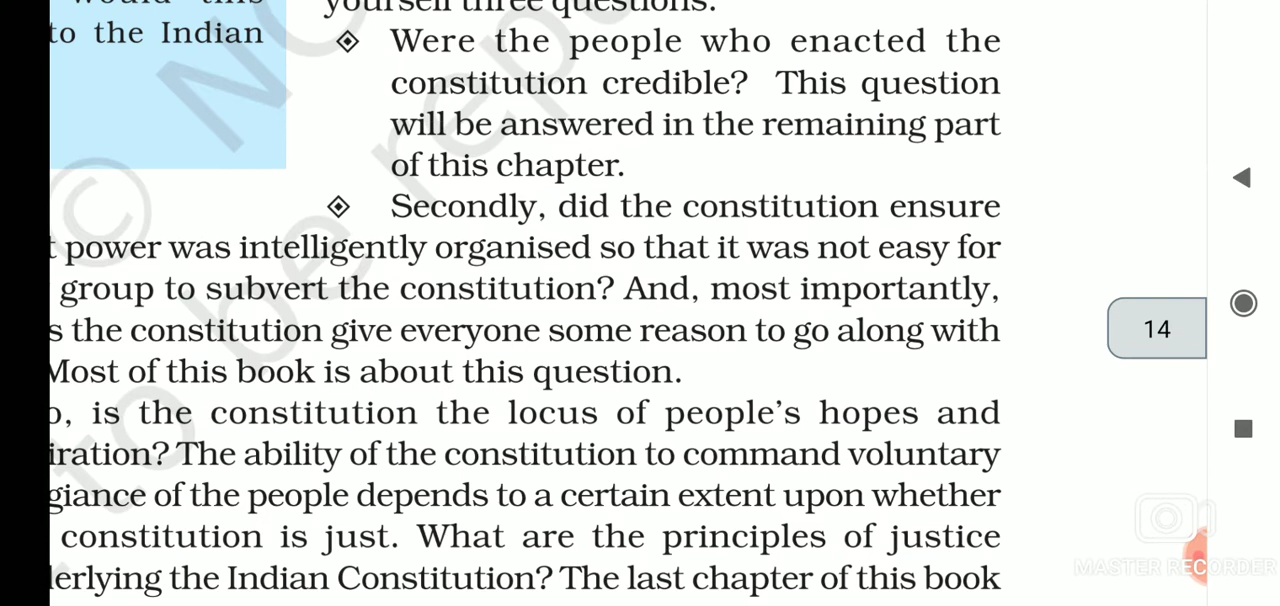 would this
to the Indian
yourself three questions.
Were the people who enacted the
constitution credible? This question
will be answered in the remaining part
of this chapter.
Secondly, did the constitution ensure
t power was intelligently organised so that it was not easy for
group to subvert the constitution? And, most importantly,
s the constitution give everyone some reason to go along with
Most of this book is about this question.
o, is the constitution the locus of people's hopes and
iration? The ability of the constitution to command voluntary
giance of the people depends to a certain extent upon whether
constitution is just. What are the principles of justice
lerlying the Indian Constitution? The last chapter of this book
14
© NO
to be rep
MASTER RECORDER